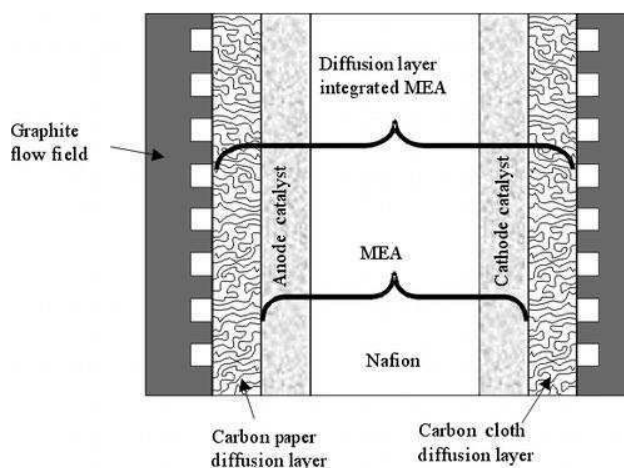 Diffusion layer
integrated MEA
Graphite
flow field
Anode catalyst
Cathode catalyst
MEA
Nafion
Carbon paper
diffusion layer
Carbon cloth
diffusion layer